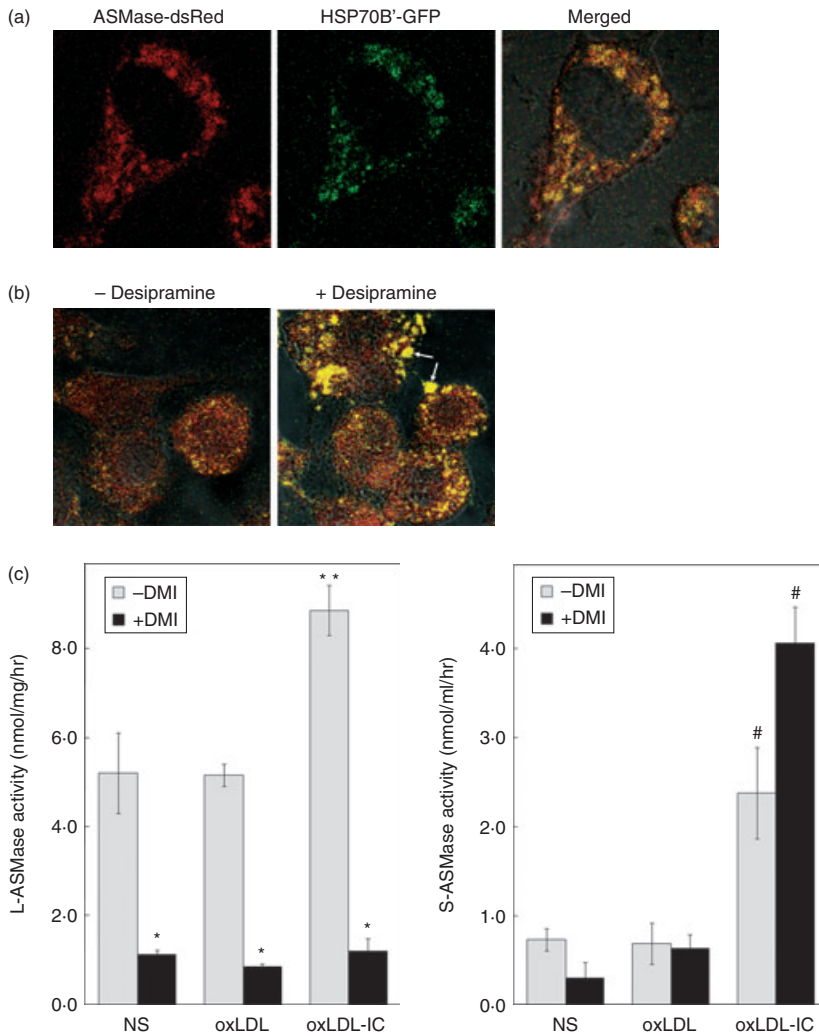 (a)
ASMase-dsRed HSP70B'-GFP Merged
(b)
– Desipramine + Desipramine
(c)
L-ASMase activity (nmol/mg/hr)
8·0
6·0
4·0
2·0
0·0
–DMI
+DMI
* *
*
*
*
NS oxLDL oxLDL-IC
S-ASMase activity (nmol/ml/hr)
4·0
3·0
2·0
1·0
0·0
–DMI
+DMI
#
#
NS oxLDL oxLDL-IC